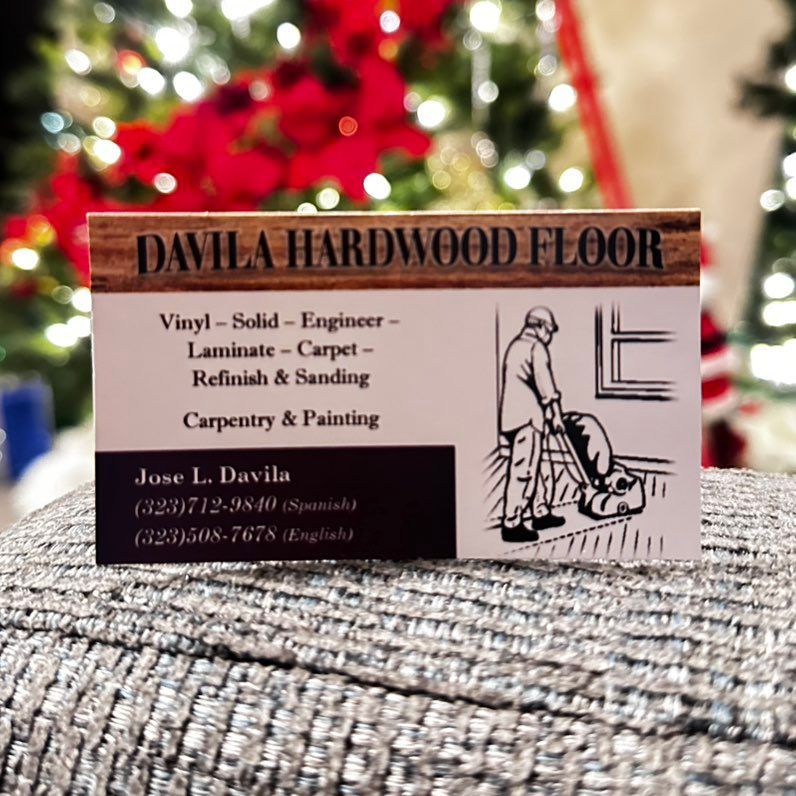 DAVILA HARDWOOD FLOOR
Vinyl – Solid – Engineer –
Laminate – Carpet –
Refinish & Sanding
Carpentry & Painting
Jose L. Davila
(323)712-9840 (Spanish)
(323)508-7678 (English)